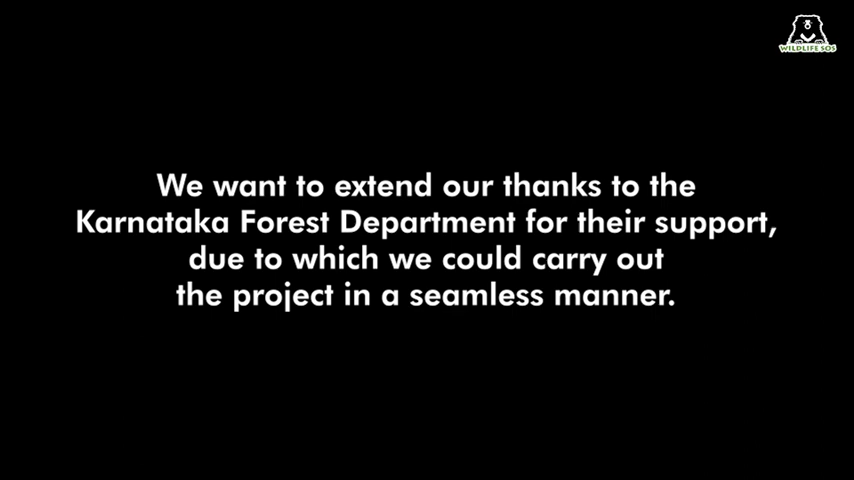 WILDLIFE SOS
We want to extend our thanks to the
Karnataka Forest Department for their support,
due to which we could carry out
the project in a seamless manner.